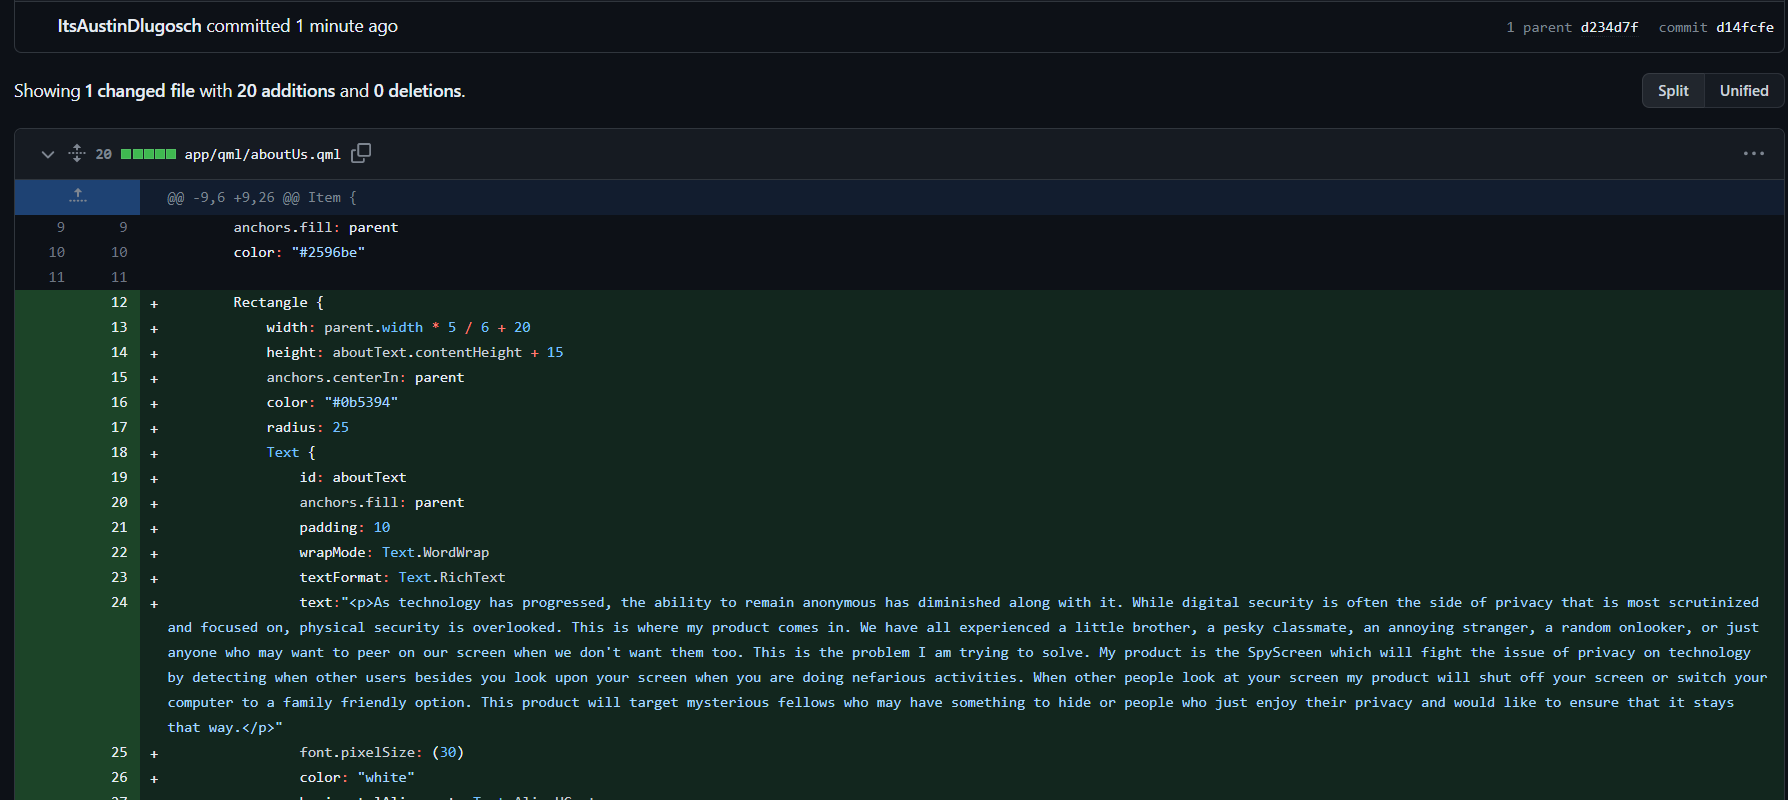 ItsAustinDlugosch committed 1 minute ago
1 parent d234d7f commit d14fcfe
Showing 1 changed file with 20 additions and 0 deletions.
Split Unified
20 app/qml/aboutUs.qml
@@ -9,6 +9,26 @@ Item {
9 9 anchors.fill: parent
10 10 color: "#2596be"
11 11
12 + Rectangle {
13 + width: parent.width * 5 / 6 + 20
14 + height: aboutText.contentHeight + 15
15 + anchors.centerIn: parent
16 + color: "#0b5394"
17 + radius: 25
18 + Text {
19 + id: aboutText
20 + anchors.fill: parent
21 + padding: 10
22 + wrapMode: Text.WordWrap
23 + textFormat: Text.RichText
24 + text:"<p>As technology has progressed, the ability to remain anonymous has diminished along with it. While digital security is often the side of privacy that is most scrutinized
and focused on, physical security is overlooked. This is where my product comes in. We have all experienced a little brother, a pesky classmate, an annoying stranger, a random onlooker, or just
anyone who may want to peer on our screen when we don't want them too. This is the problem I am trying to solve. My product is the SpyScreen which will fight the issue of privacy on technology
by detecting when other users besides you look upon your screen when you are doing nefarious activities. When other people look at your screen my product will shut off your screen or switch your
computer to a family friendly option. This product will target mysterious fellows who may have something to hide or people who just enjoy their privacy and would like to ensure that it stays
that way.</p>"
25 + font.pixelSize: (30)
26 + color: "white"